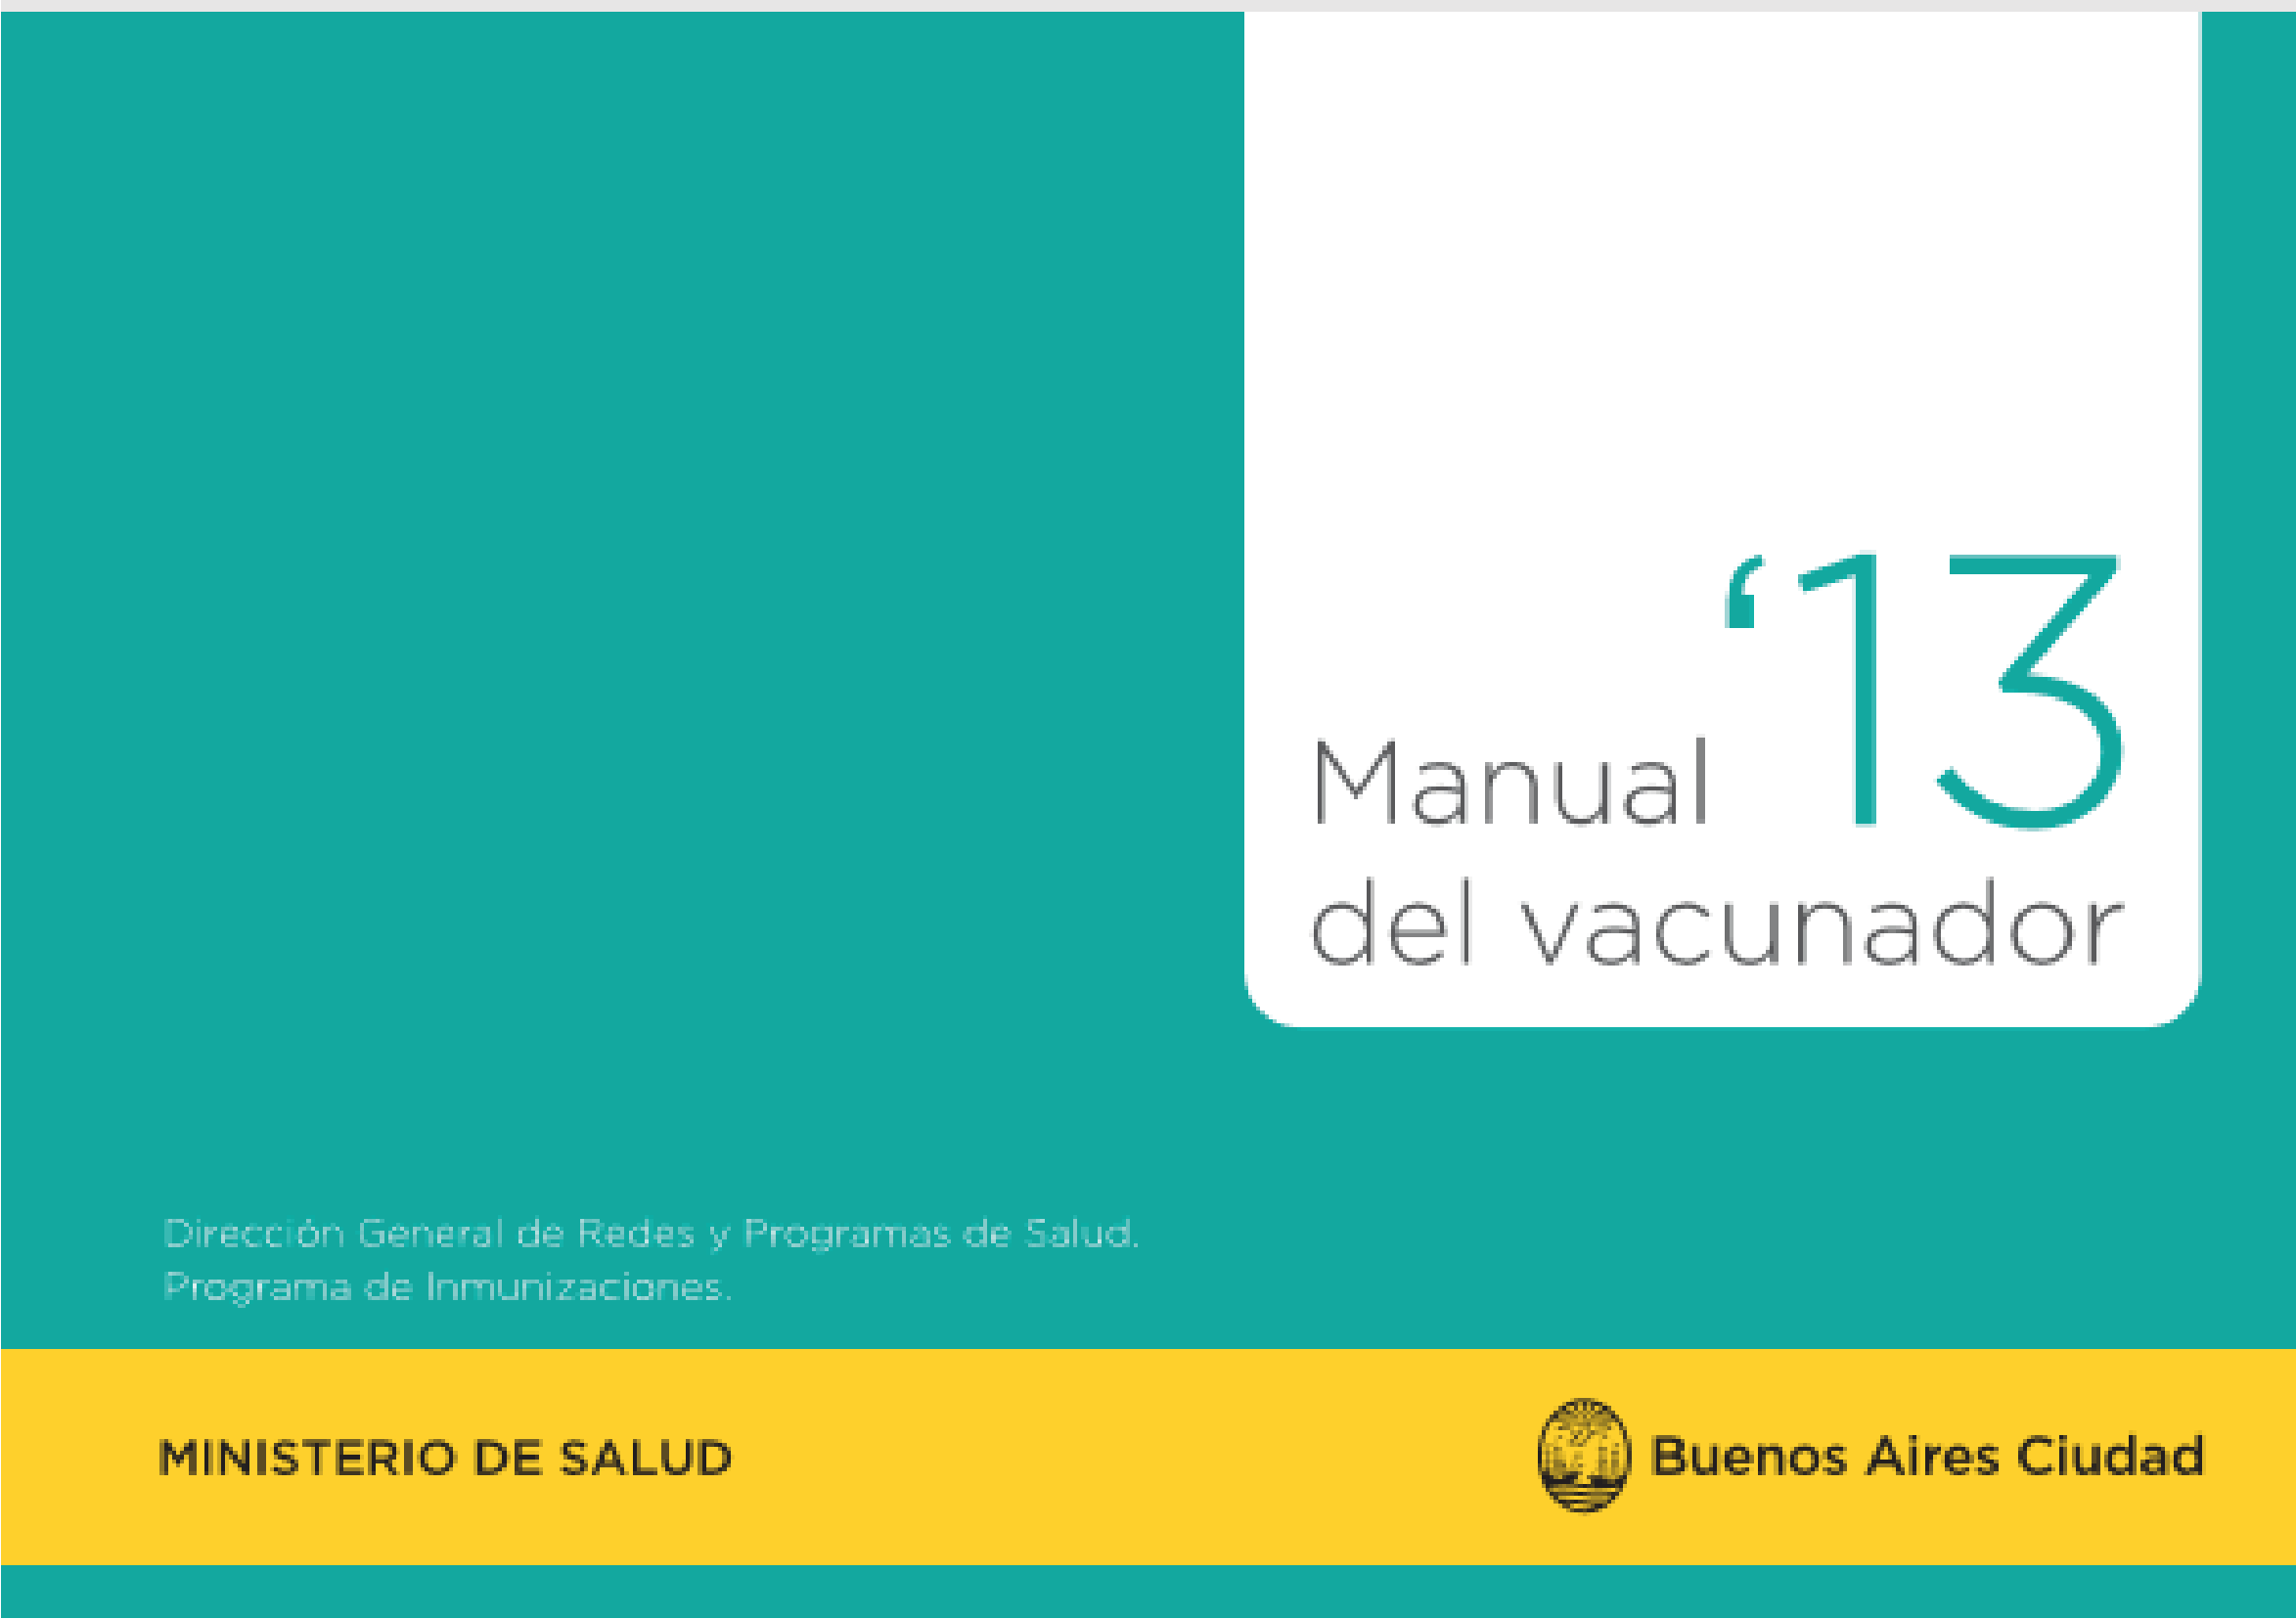 Manual ‘13
del vacunador
Dirección General de Redes y Programas de Salud.
Programa de Inmunizaciones.
MINISTERIO DE SALUD
Buenos Aires Ciudad